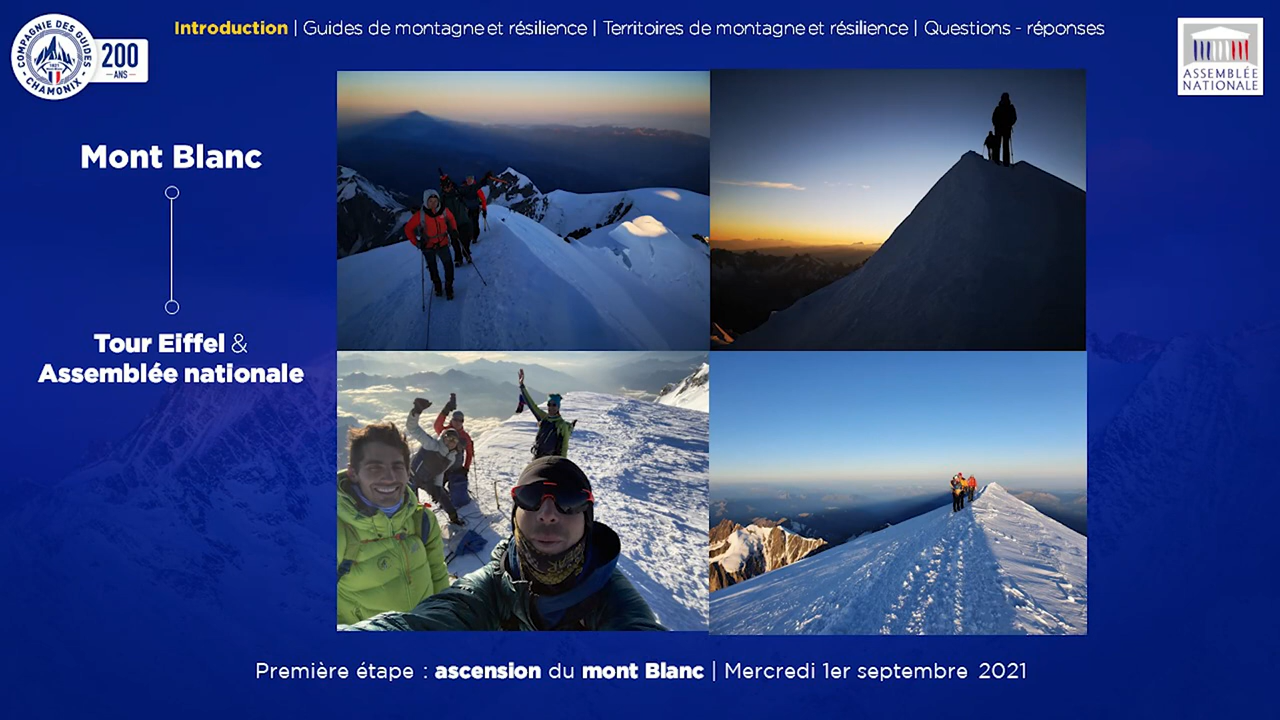 Introduction | Guides de montagne et résilience | Territoires de montagne et résilience | Questions - réponses
COMPAGNIE DES GUIDES
CHAMONIX
200
ANS
ASSEMBLÉE
NATIONALE
Mont Blanc
Tour Eiffel &
Assemblée nationale
Première étape : ascension du mont Blanc | Mercredi 1er septembre 2021